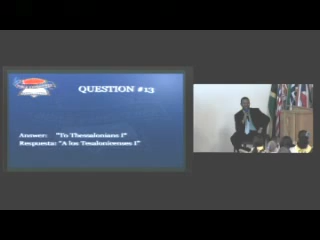 QUESTION #13
Answer: "To Thessalonians I"
Respuesta: "A los Tesalonicenses I"